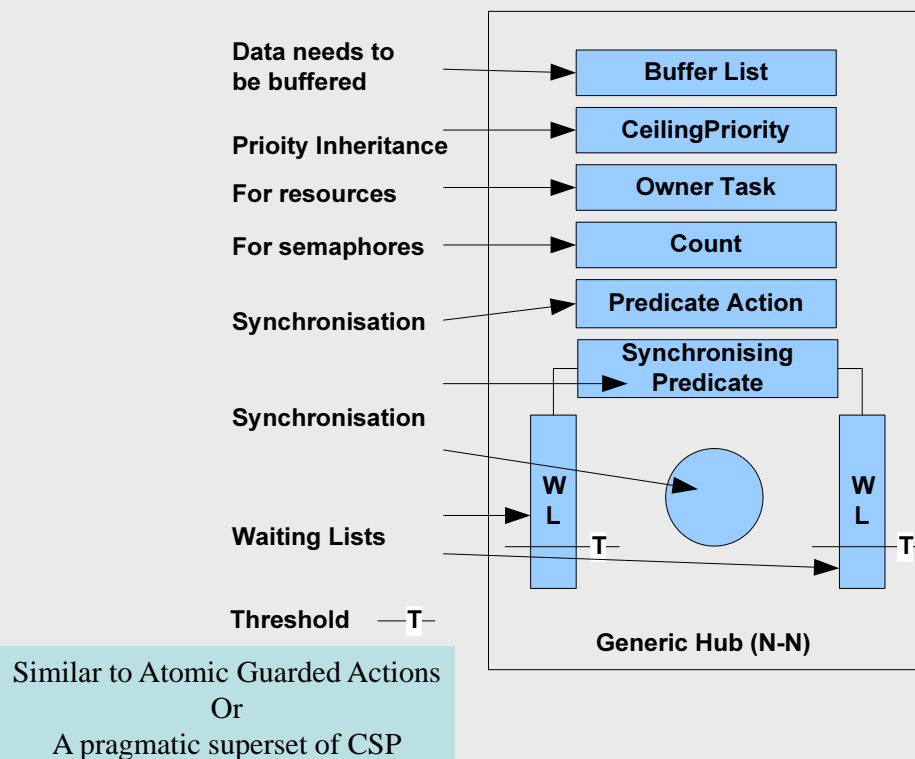 Data needs to
be buffered
Buffer List
Prioity Inheritance
CeilingPriority
For resources
Owner Task
For semaphores
Count
Synchronisation
Predicate Action
Synchronising
Predicate
Synchronisation
W
L
W
L
Waiting Lists
T
T
Threshold
T
Generic Hub (N-N)
Similar to Atomic Guarded Actions
Or
A pragmatic superset of CSP